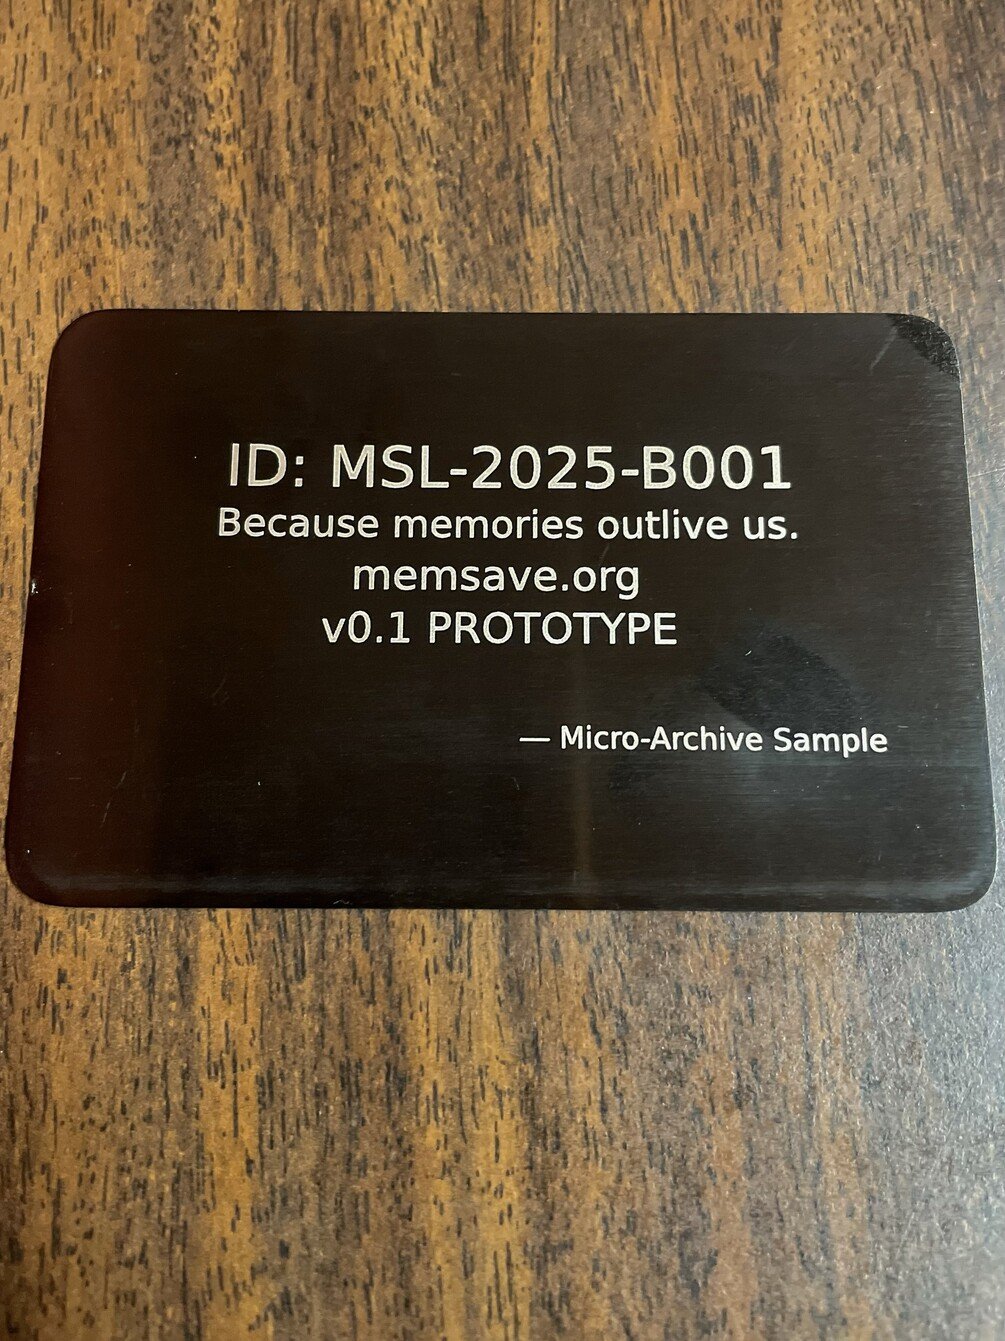 ID: MSL-2025-B001
Because memories outlive us.
memsave.org
v0.1 PROTOTYPE
— Micro-Archive Sample